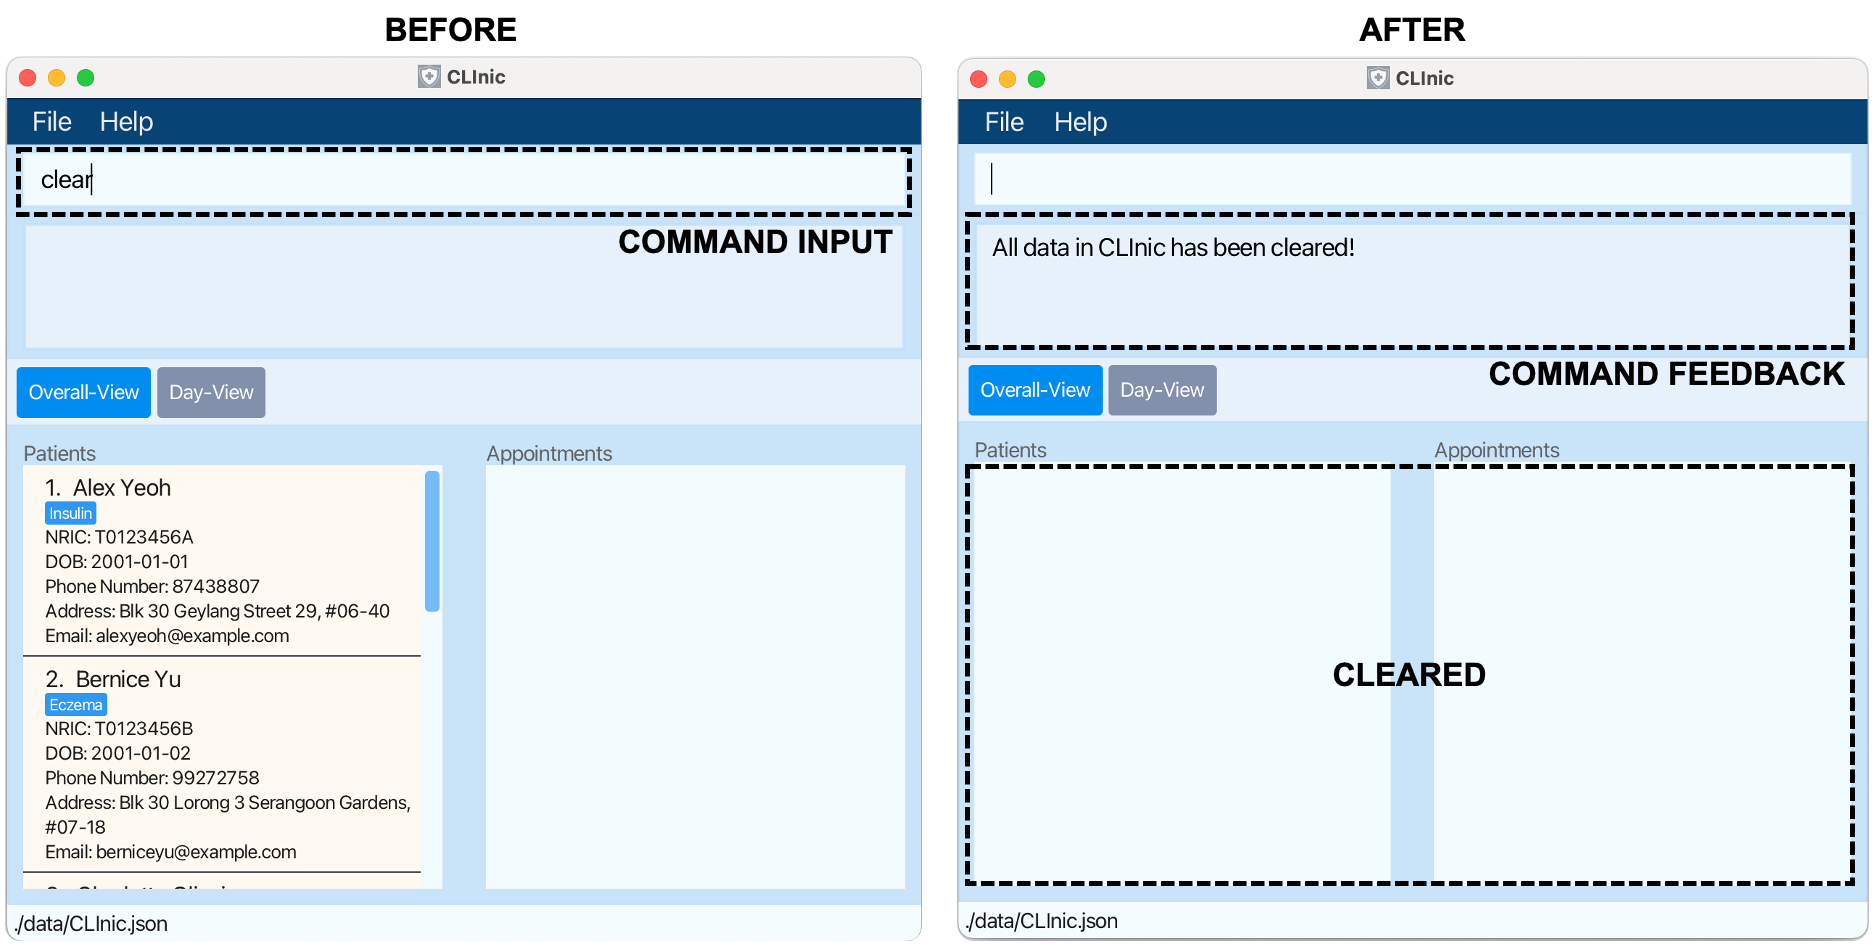 BEFORE
CLInic
File Help
clear
COMMAND INPUT
Overall-View Day-View
Patients
Appointments
1. Alex Yeoh
Insulin
NRIC: T0123456A
DOB: 2001-01-01
Phone Number: 87438807
Address: Blk 30 Geylang Street 29, #06-40
Email: alexyeoh@example.com
2. Bernice Yu
Eczema
NRIC: T0123456B
DOB: 2001-01-02
Phone Number: 99272758
Address: Blk 30 Lorong 3 Serangoon Gardens,
#07-18
Email: berniceyu@example.com
./data/CLInic.json
AFTER
CLInic
File Help
All data in CLInic has been cleared!
COMMAND FEEDBACK
Overall-View Day-View
Patients
Appointments
CLEARED
./data/CLInic.json